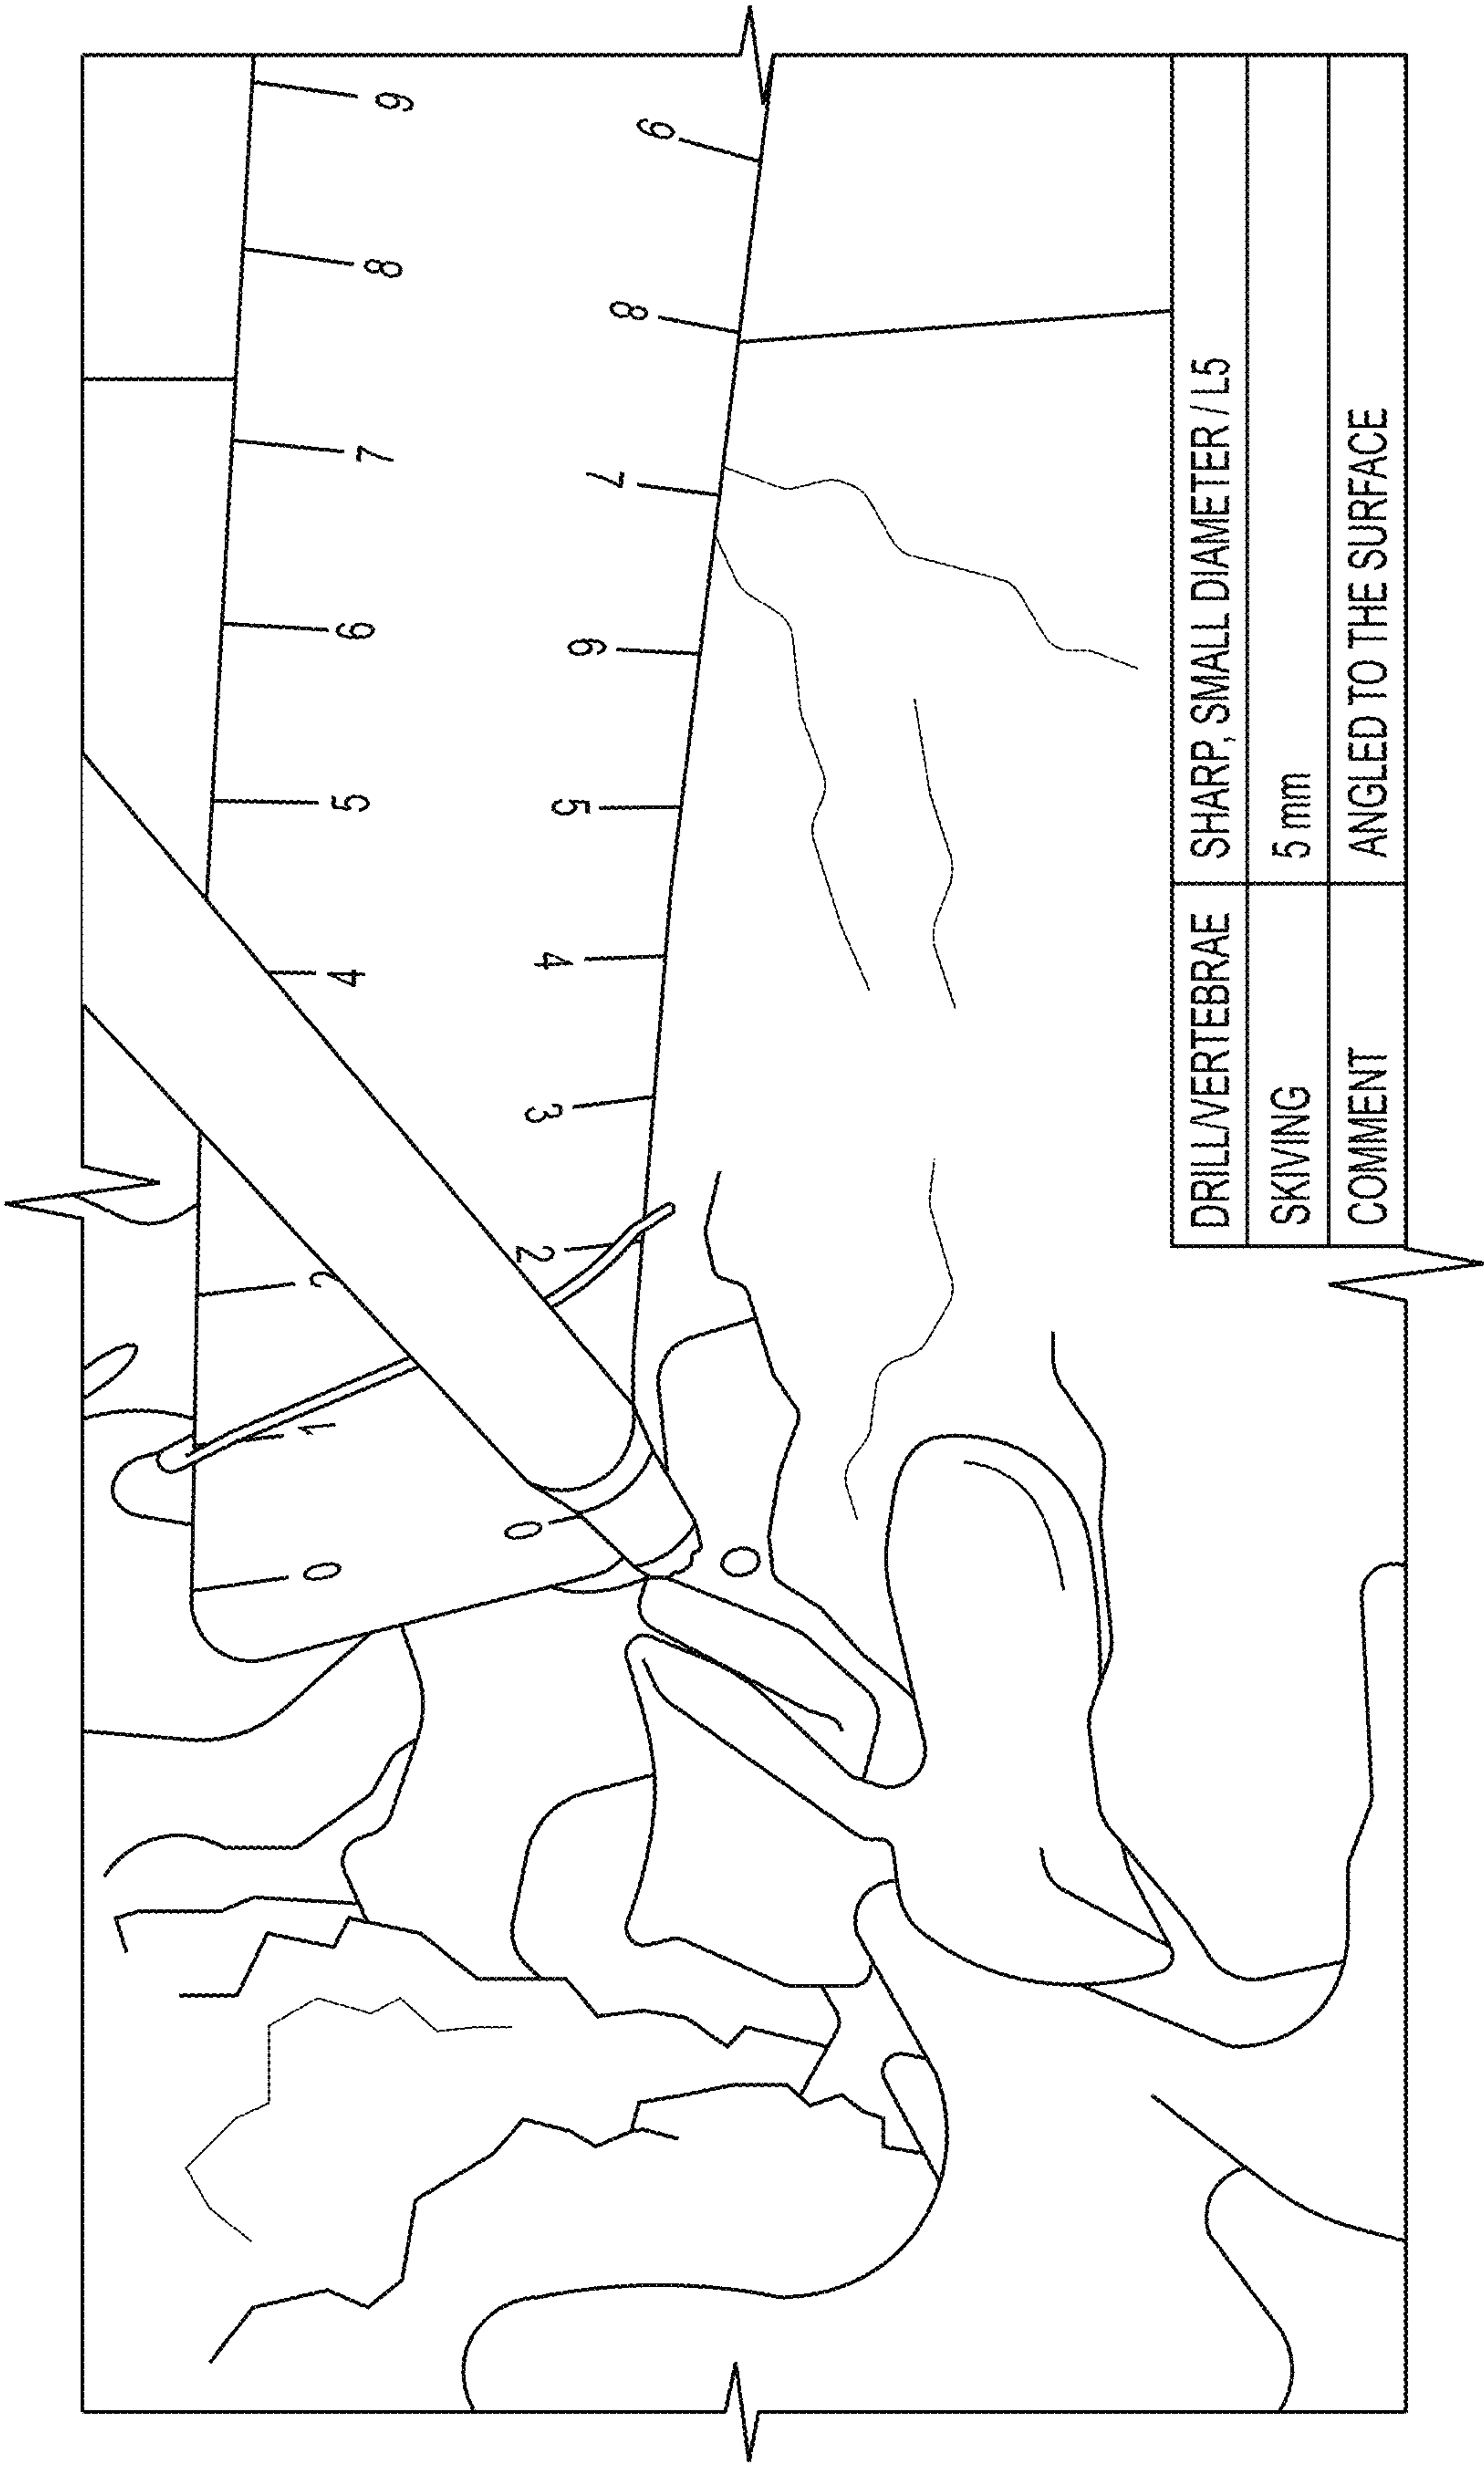 0 1 2 4 5 6 7 8 9
0 2 3 4 5 6 7 8 9
DRILL/VERTEBRAE SHARP, SMALL DIAMETER / L5
SKIVING 5 mm
COMMENT ANGLED TO THE SURFACE